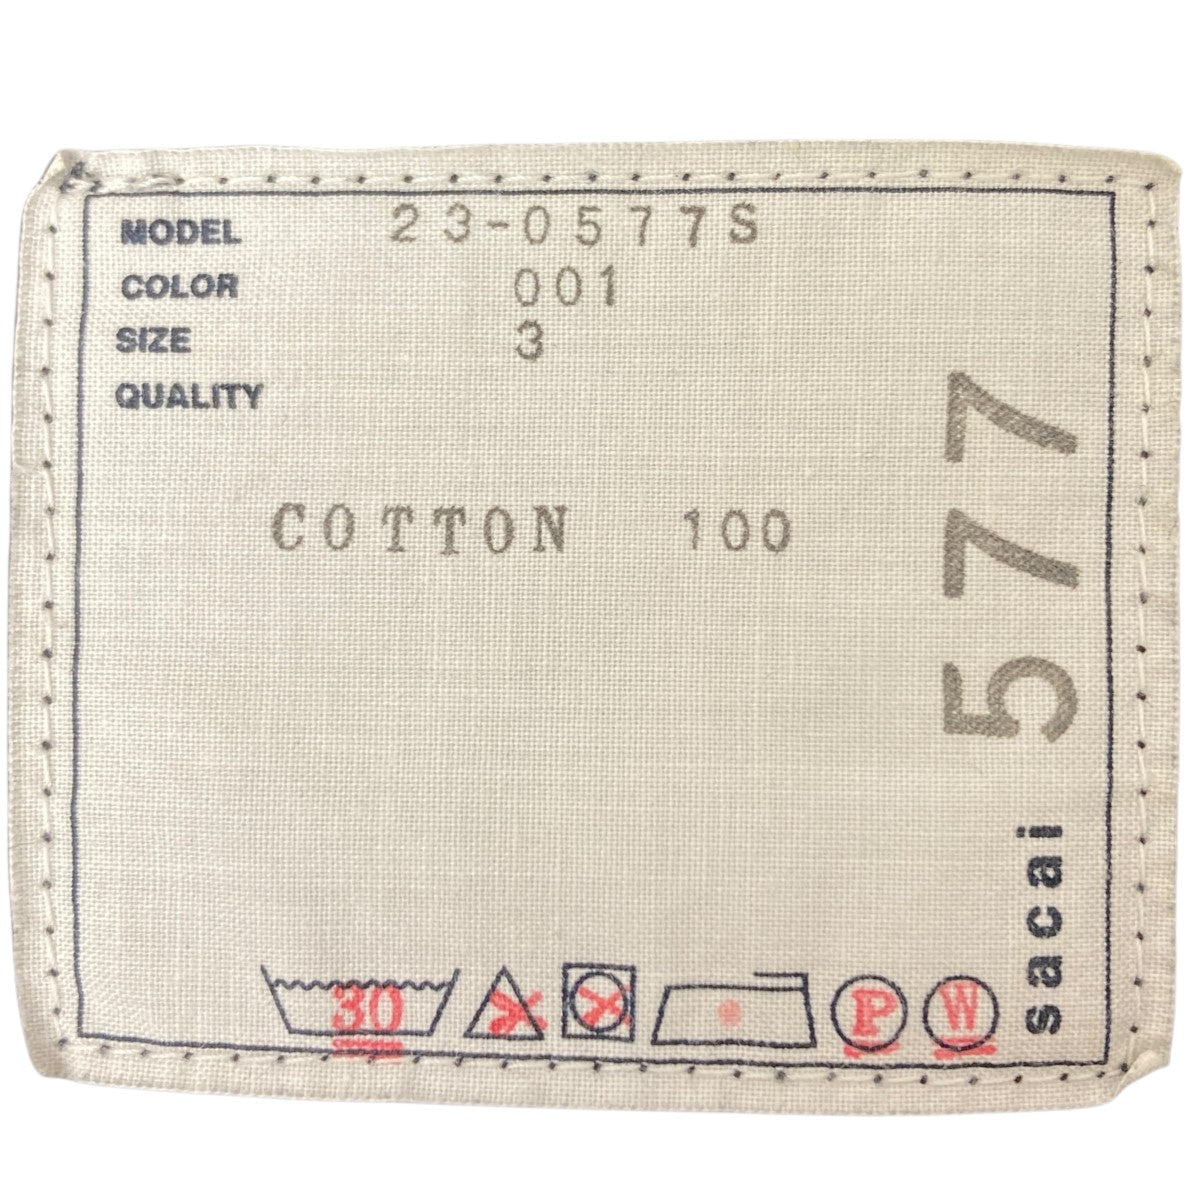 MODEL 23-0577S
COLOR 001
SIZE 3
QUALITY
COTTON 100
577
sacai
30
P
W